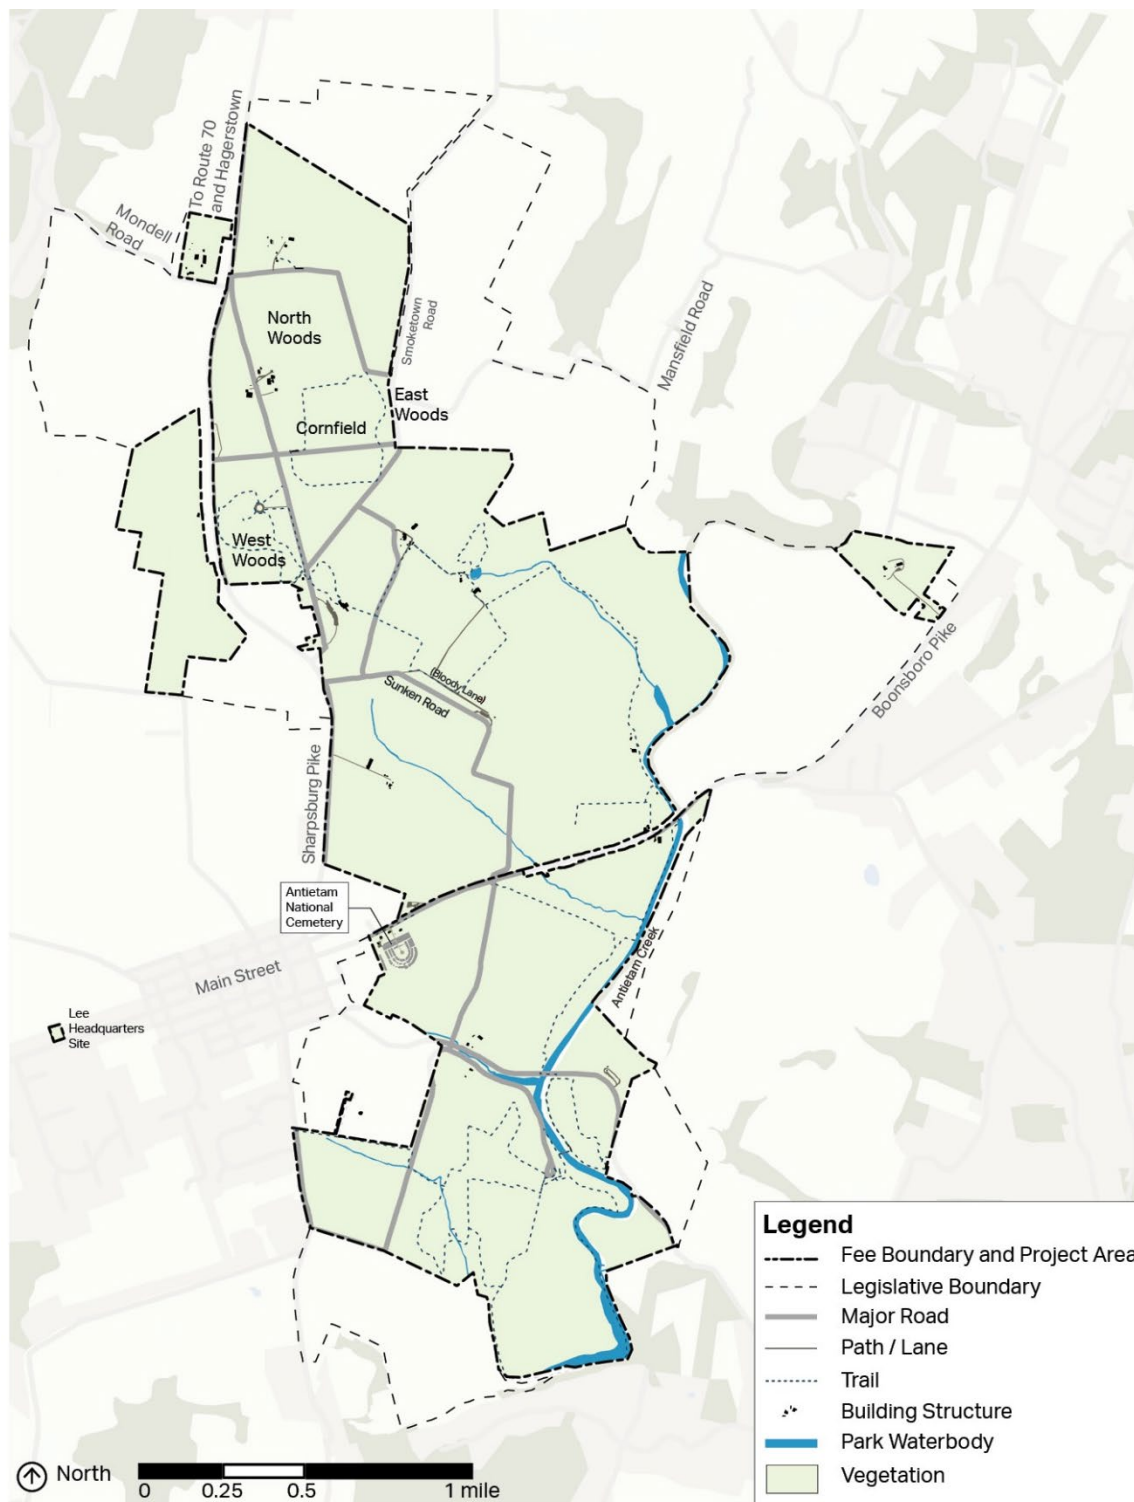 To Route 70
and Hagerstown
Mondell
Road
North
Woods
Smoketown
Road
Mansfield Road
East
Woods
Cornfield
West
Woods
(Bloody Lane)
Sunken Road
Boonsboro Pike
Sharpsburg Pike
Antietam
National
Cemetery
Main Street
Antietam Creek
Lee
Headquarters
Site
Legend
Fee Boundary and Project Area
Legislative Boundary
Major Road
Path / Lane
Trail
Building Structure
Park Waterbody
Vegetation
North
0 0.25 0.5 1 mile